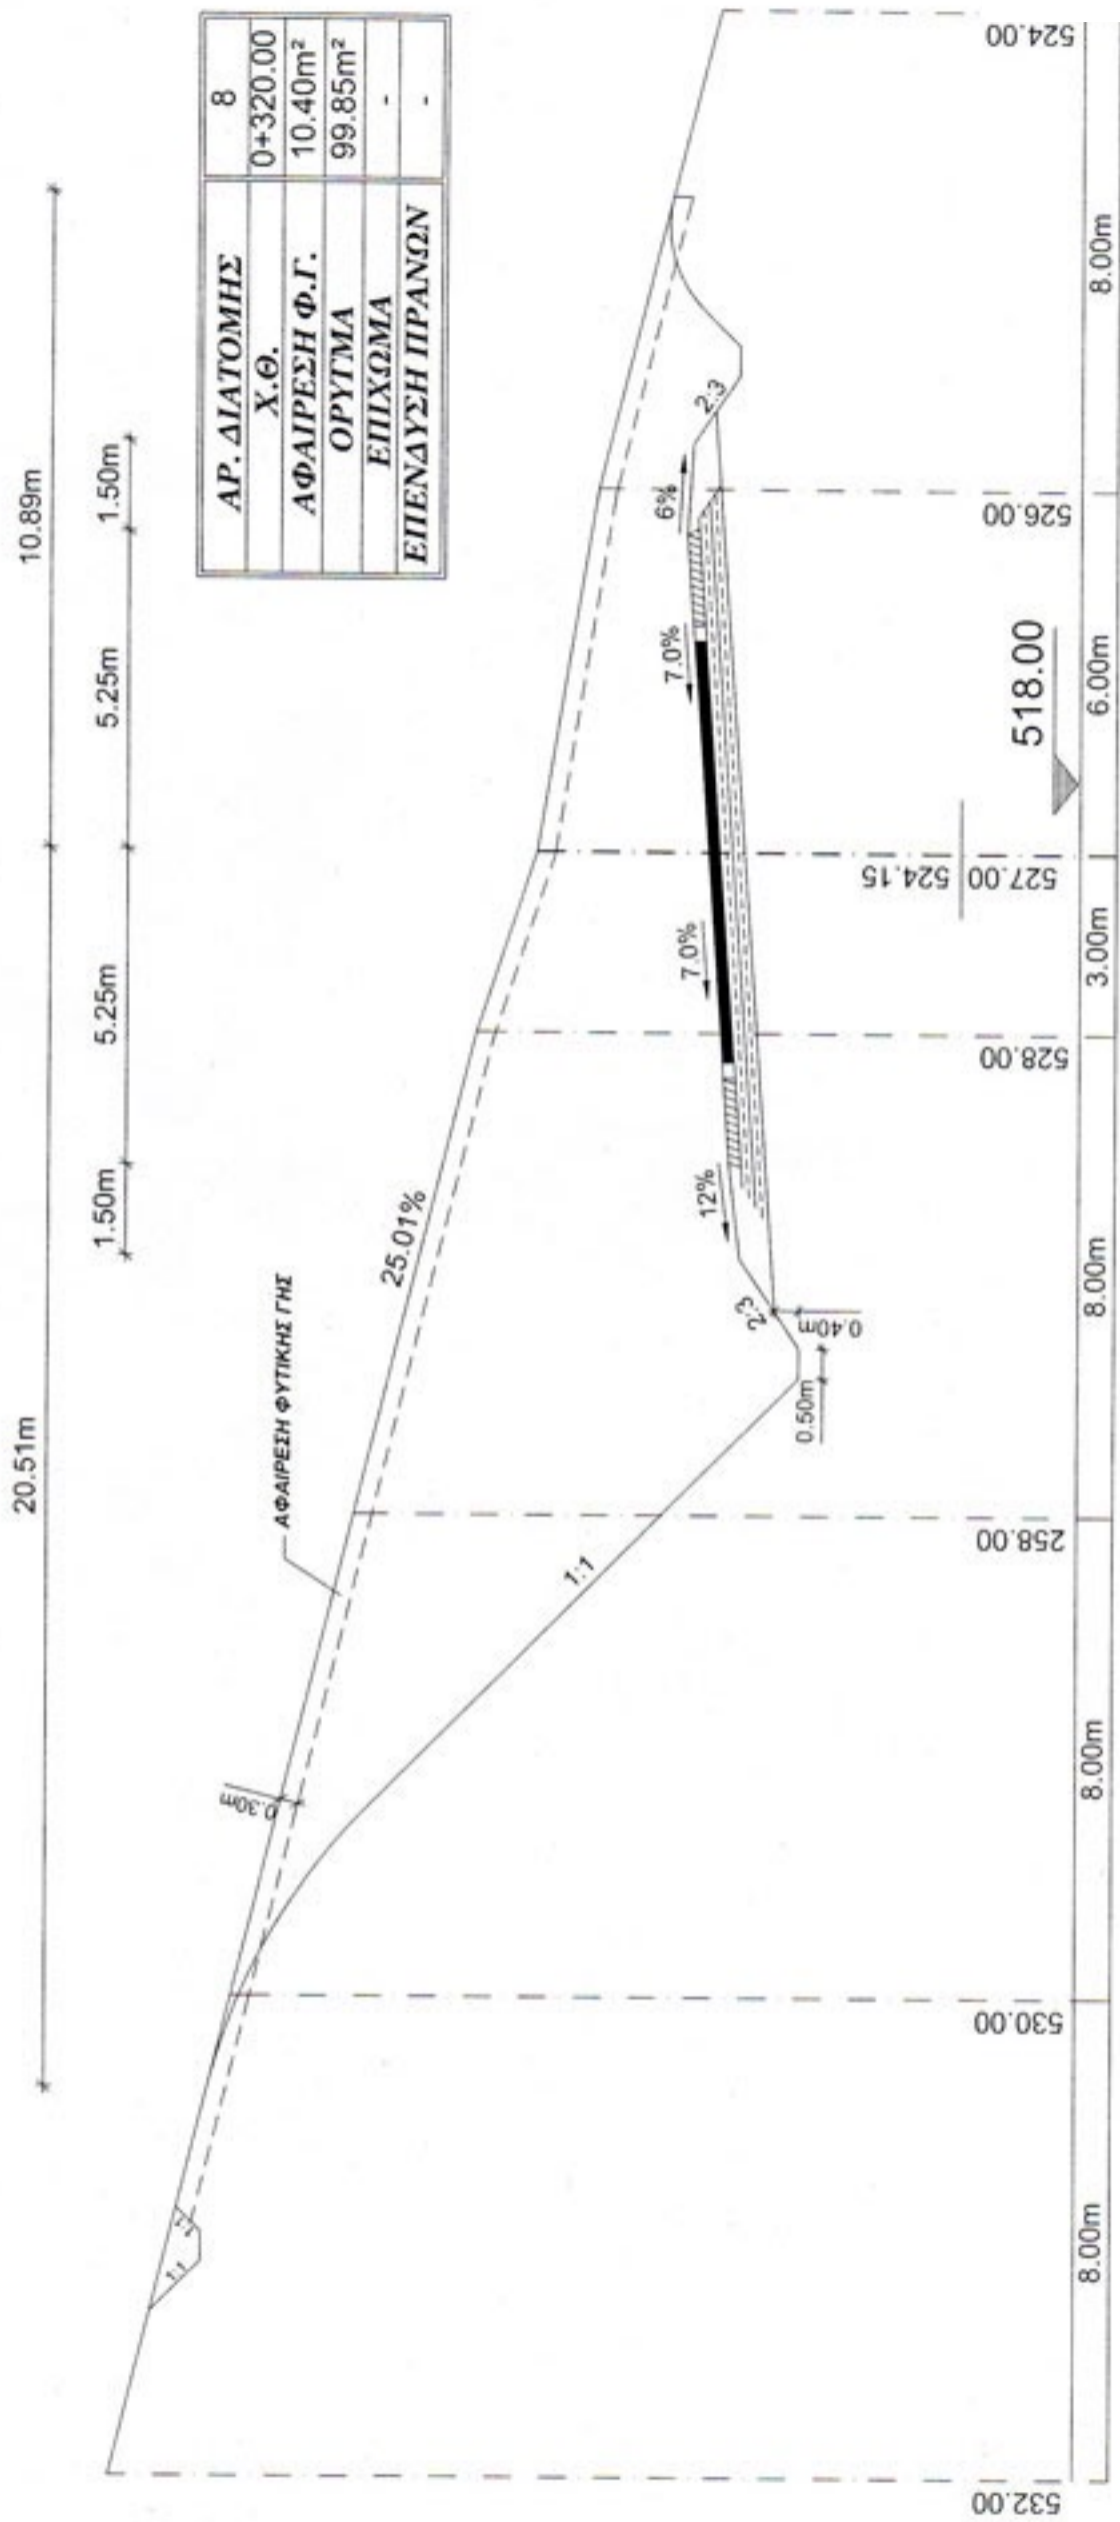 20.51m 10.89m
1.50m 5.25m 5.25m 1.50m
ΑΡ. ΔΙΑΤΟΜΗΣ 8
Χ.Θ. 0+320.00
ΑΦΑΙΡΕΣΗ Φ.Γ. 10.40m²
ΟΡΥΓΜΑ 99.85m²
ΕΠΙΧΩΜΑ -
ΕΠΕΝΔΥΣΗ ΠΡΑΝΩΝ -
1:1
1:1
0.30m
ΑΦΑΙΡΕΣΗ ΦΥΤΙΚΗΣ ΓΗΣ
25.01%
1:1
12%
7.0%
7.0%
6%
2:3
2:3
0.40m
0.50m
524.15
518.00
532.00 530.00 258.00 528.00 527.00 526.00 524.00
8.00m 8.00m 8.00m 3.00m 6.00m 8.00m